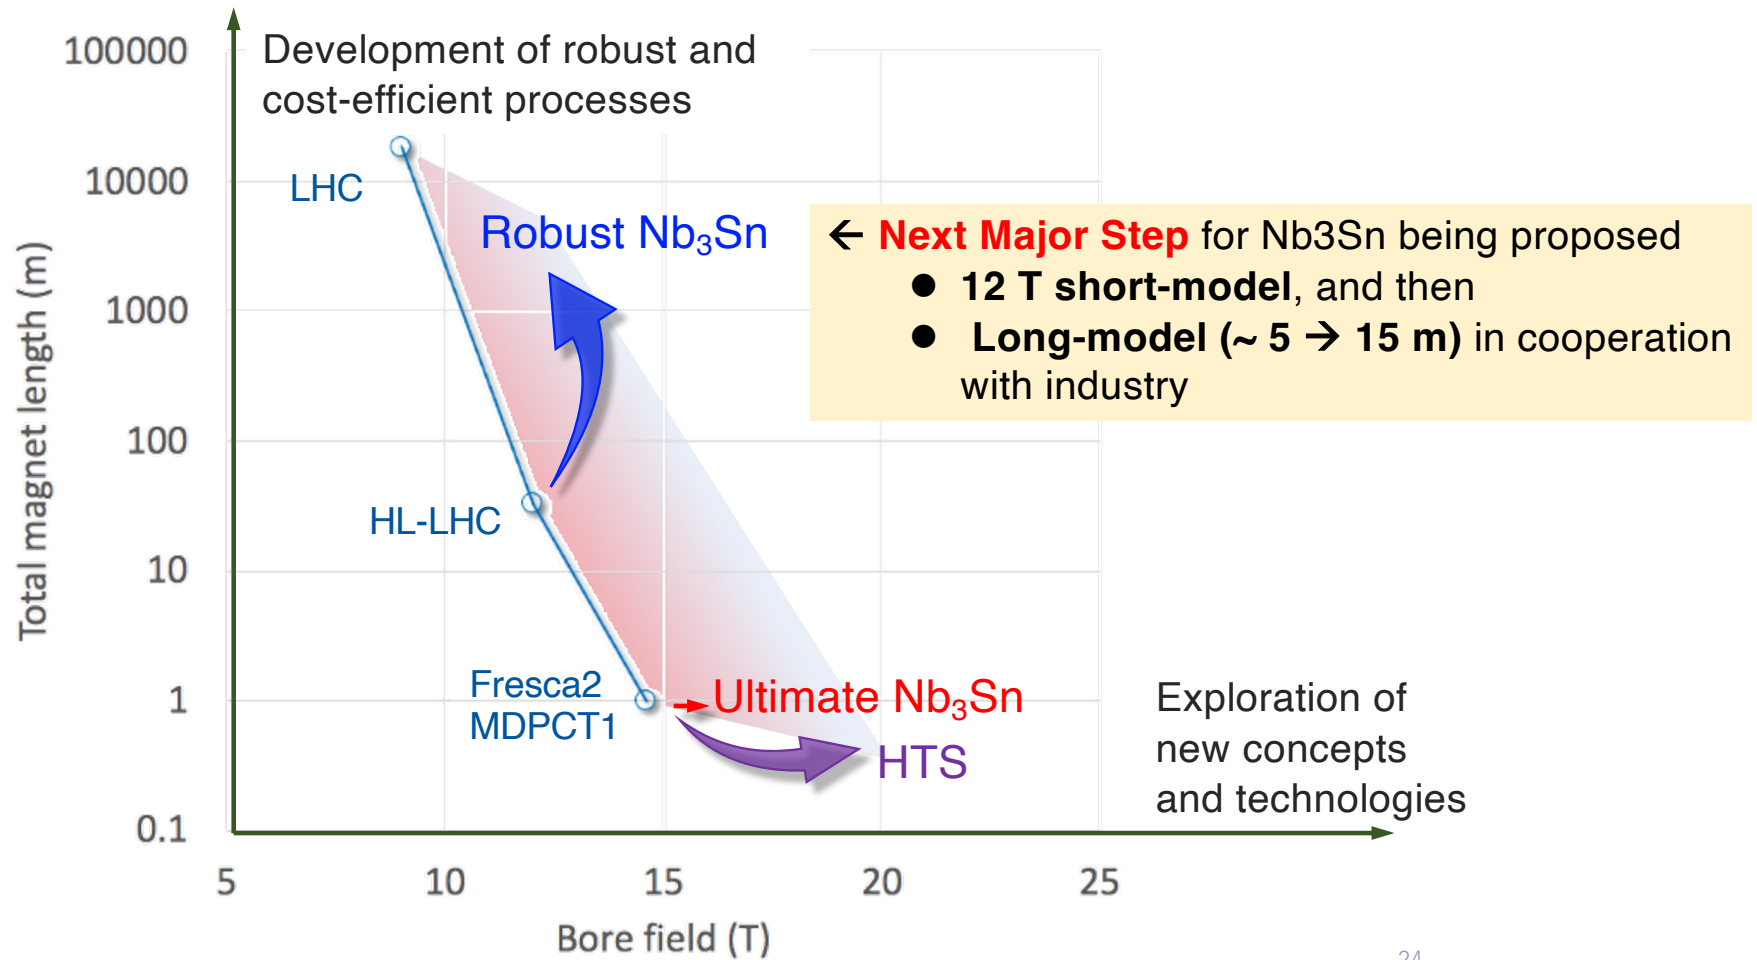 Development of robust and
cost-efficient processes
100000
10000
1000
100
10
1
0.1
Total magnet length (m)
LHC
Robust Nb₃Sn
← Next Major Step for Nb3Sn being proposed
● 12 T short-model, and then
● Long-model (~ 5 → 15 m) in cooperation
with industry
HL-LHC
Fresca2
MDPCT1
Ultimate Nb₃Sn
HTS
Exploration of
new concepts
and technologies
5 10 15 20 25
Bore field (T)
24